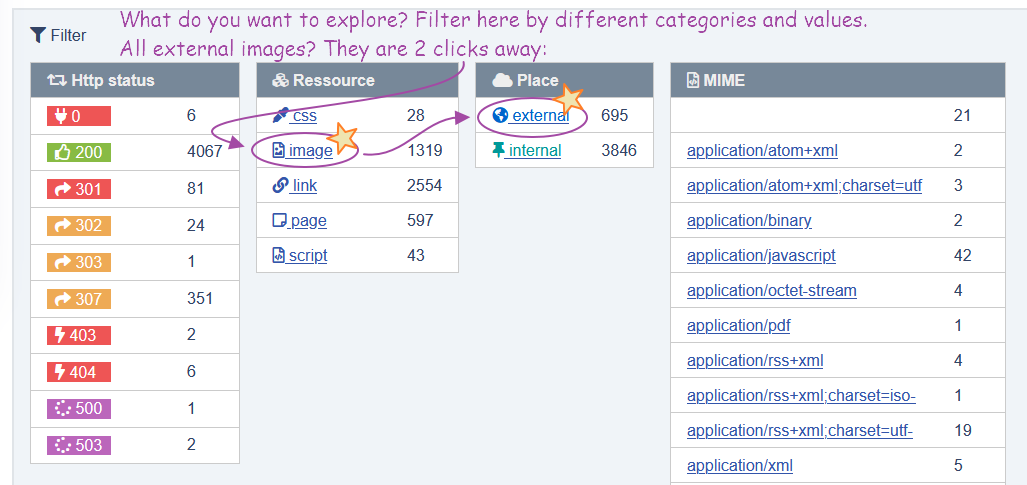 Filter
What do you want to explore? Filter here by different categories and values.
All external images? They are 2 clicks away:
Http status
0 6
200 4067
301 81
302 24
303 1
307 351
403 2
404 6
500 1
503 2
Ressource
css 28
image 1319
link 2554
page 597
script 43
Place
external 695
internal 3846
MIME
21
application/atom+xml 2
application/atom+xml;charset=utf 3
application/binary 2
application/javascript 42
application/octet-stream 4
application/pdf 1
application/rss+xml 4
application/rss+xml;charset=iso- 1
application/rss+xml;charset=utf- 19
application/xml 5